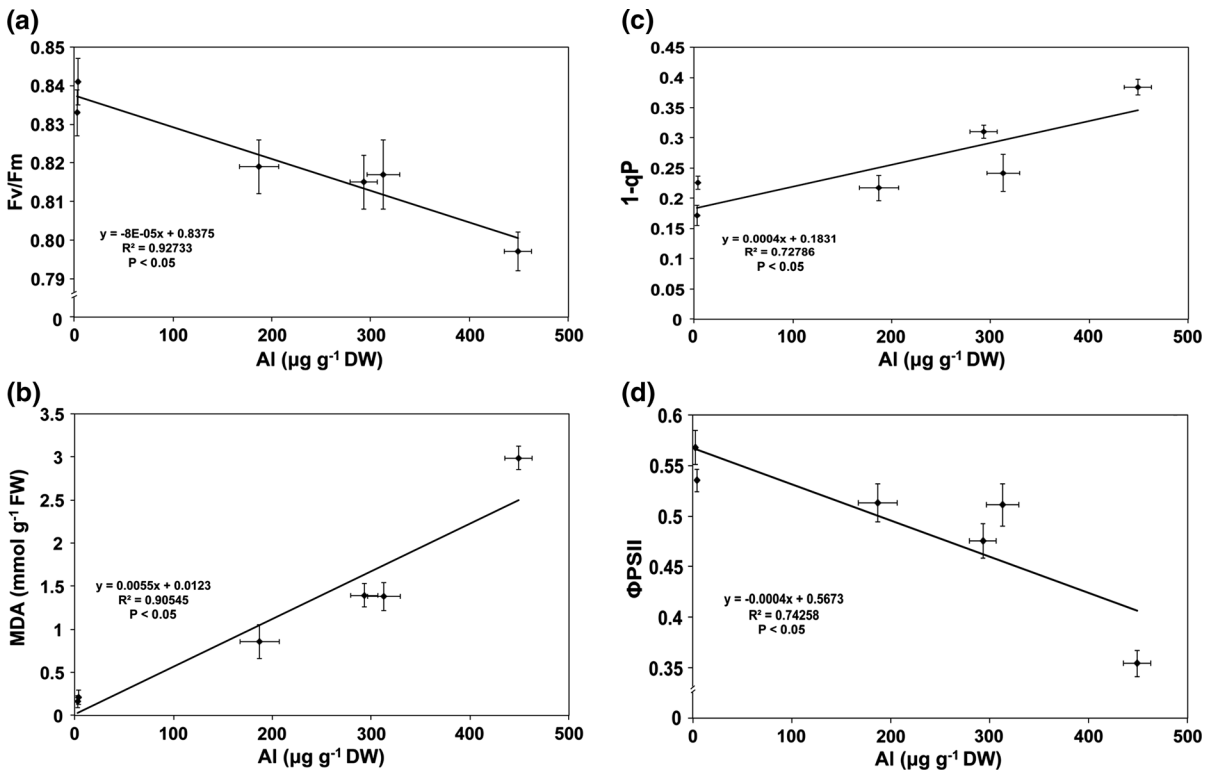 (a)
0.85
0.84
0.83
0.82
0.81
0.80
0.79
0
Fv/Fm
y = -8E-05x + 0.8375
R² = 0.92733
P < 0.05
0 100 200 300 400 500
Al (µg g⁻¹ DW)
(b)
3.5
3
2.5
2
1.5
1
0.5
0
MDA (mmol g⁻¹ FW)
y = 0.0055x + 0.0123
R² = 0.90545
P < 0.05
0 100 200 300 400 500
Al (µg g⁻¹ DW)
(c)
0.45
0.4
0.35
0.3
0.25
0.2
0.15
0.1
0.05
0
1-qP
y = 0.0004x + 0.1831
R² = 0.72786
P < 0.05
0 100 200 300 400 500
Al (µg g⁻¹ DW)
(d)
0.6
0.55
0.5
0.45
0.4
0.35
0
ΦPSII
y = -0.0004x + 0.5673
R² = 0.74258
P < 0.05
0 100 200 300 400 500
Al (µg g⁻¹ DW)